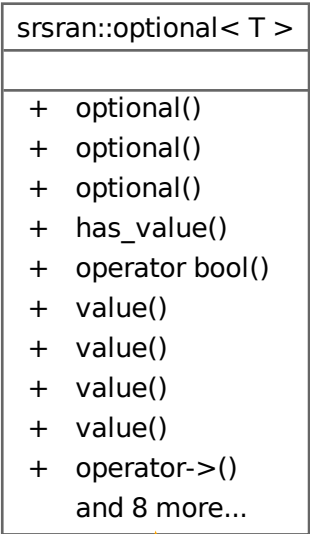 srsran::optional< T >
+ optional()
+ optional()
+ optional()
+ has_value()
+ operator bool()
+ value()
+ value()
+ value()
+ value()
+ operator->()
and 8 more...